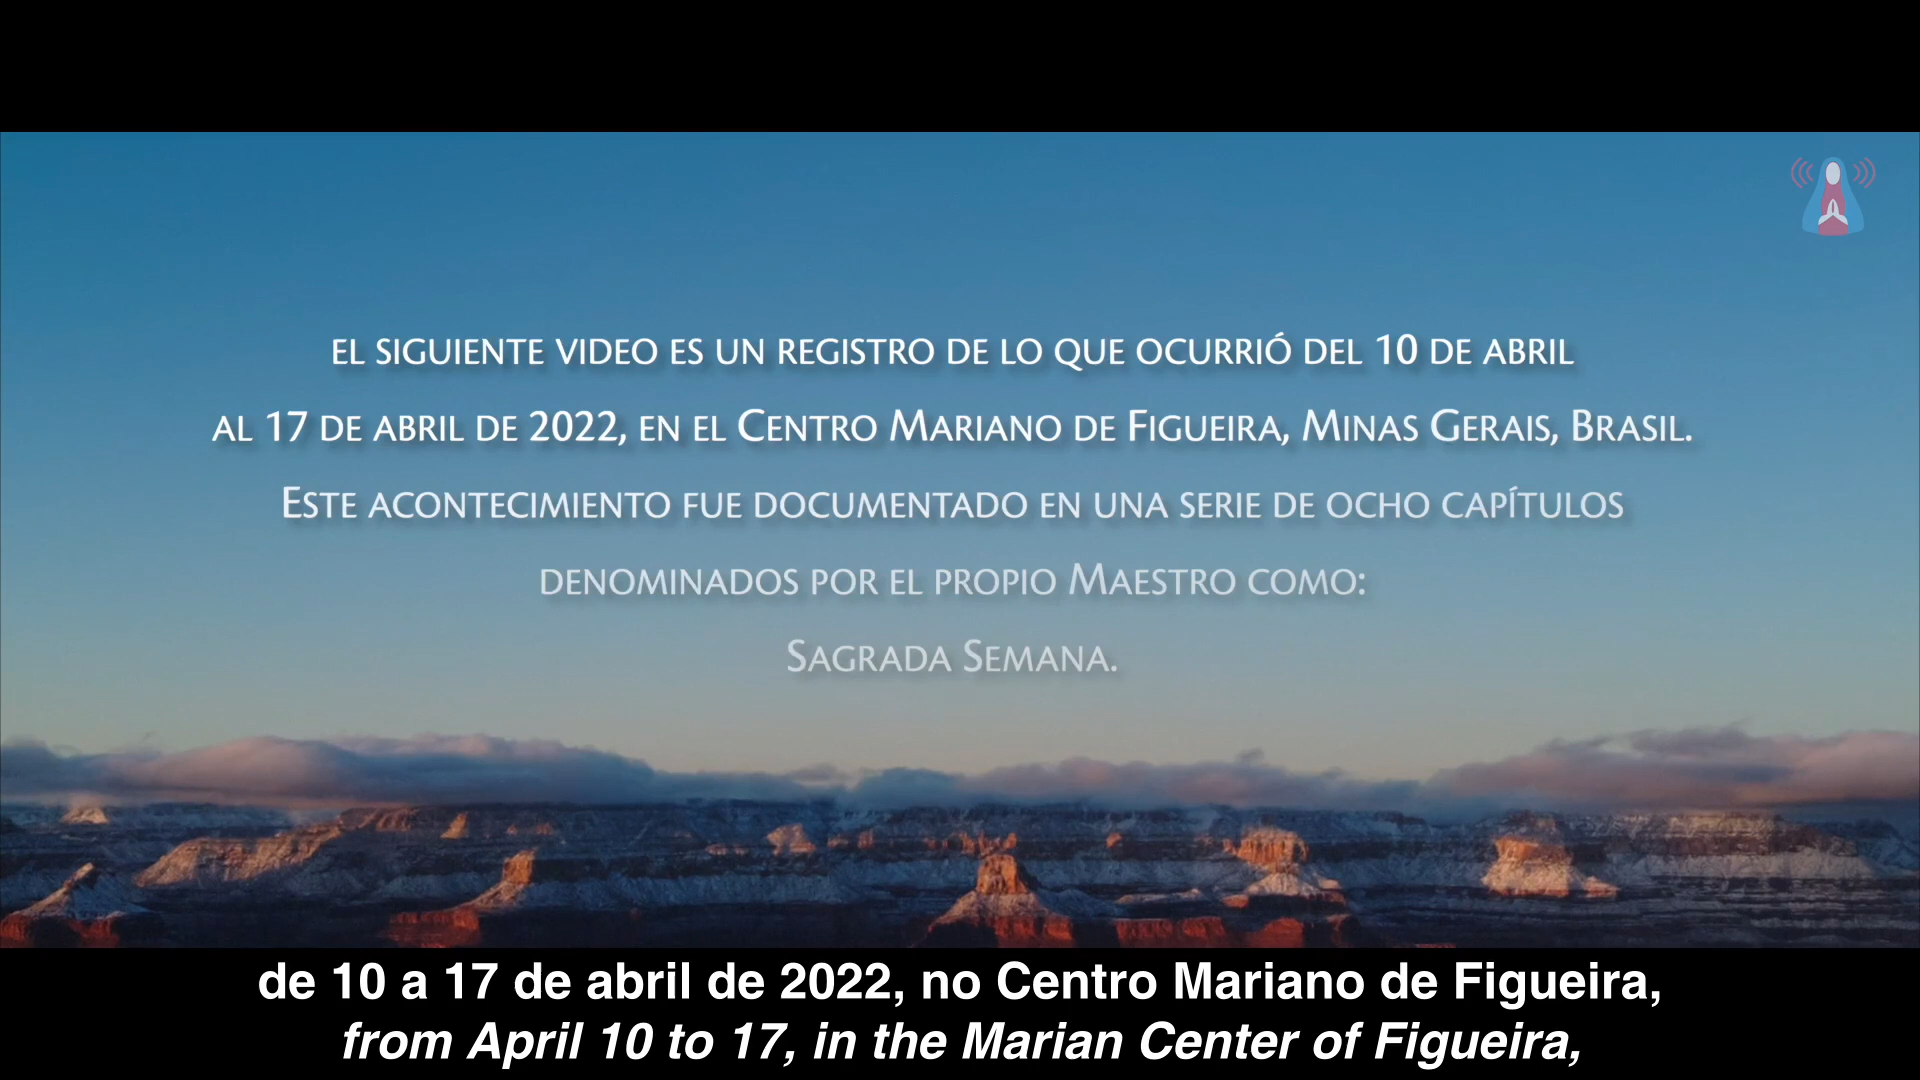 EL SIGUIENTE VIDEO ES UN REGISTRO DE LO QUE OCURRIÓ DEL 10 DE ABRIL
AL 17 DE ABRIL DE 2022, EN EL CENTRO MARIANO DE FIGUEIRA, MINAS GERAIS, BRASIL.
ESTE ACONTECIMIENTO FUE DOCUMENTADO EN UNA SERIE DE OCHO CAPÍTULOS
DENOMINADOS POR EL PROPIO MAESTRO COMO:
SAGRADA SEMANA.
de 10 a 17 de abril de 2022, no Centro Mariano de Figueira,
from April 10 to 17, in the Marian Center of Figueira,